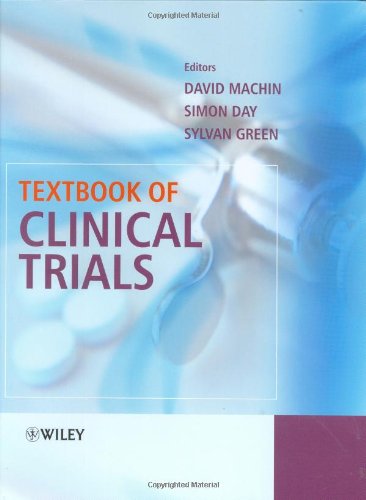 Copyrighted Material
Editors
DAVID MACHIN
SIMON DAY
SYLVAN GREEN
TEXTBOOK OF
CLINICAL
TRIALS
WILEY
Copyrighted Material